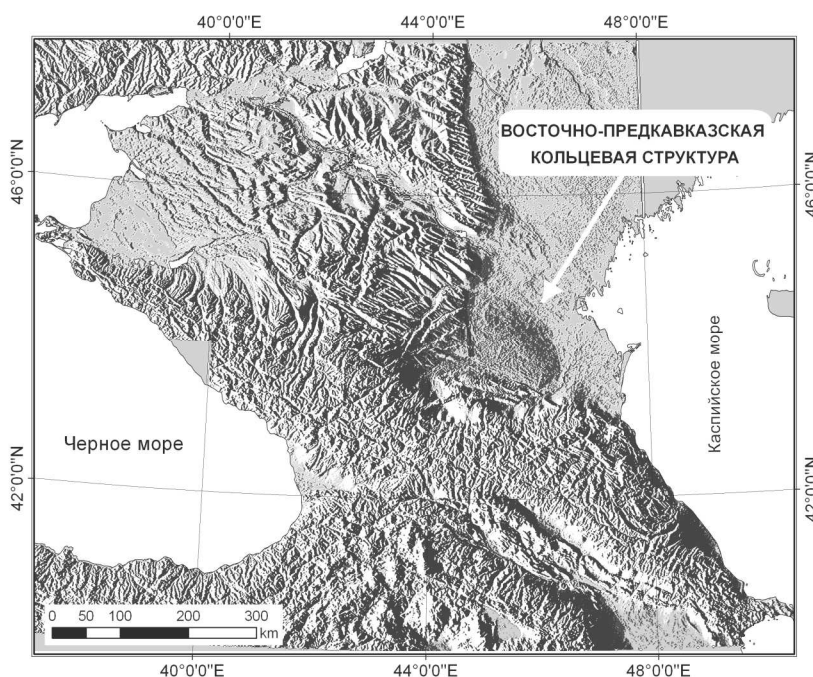 40°0'0"E 44°0'0"E 48°0'0"E
ВОСТОЧНО-ПРЕДКАВКАЗСКАЯ
КОЛЬЦЕВАЯ СТРУКТУРА
46°0'0"N
46°0'0"N
Каспийское море
Черное море
42°0'0"N
42°0'0"N
0 50 100 200 300
km
40°0'0"E 44°0'0"E 48°0'0"E